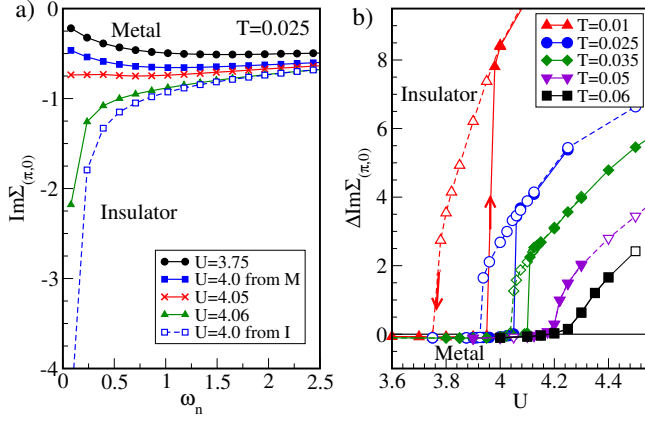 a)
Metal
T=0.025
Insulator
U=3.75
U=4.0 from M
U=4.05
U=4.06
U=4.0 from I
0
-1
-2
-3
-4
ImΣ(π,0)
0 0.5 1 1.5 2 2.5
ωn
b)
T=0.01
T=0.025
T=0.035
T=0.05
T=0.06
Insulator
Metal
8
6
4
2
0
ΔImΣ(π,0)
3.6 3.8 4 4.2 4.4
U